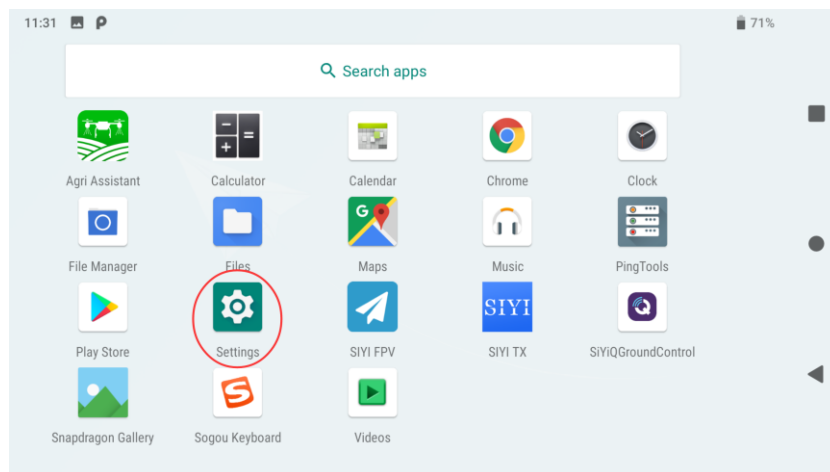 11:31
71%
Search apps
Agri Assistant
Calculator
Calendar
Chrome
Clock
File Manager
Files
Maps
Music
PingTools
Play Store
Settings
SIYI FPV
SIYI
SIYI TX
SiYiQGroundControl
Snapdragon Gallery
Sogou Keyboard
Videos